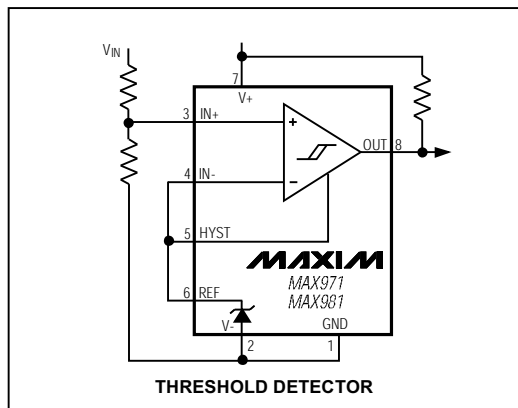 VIN
7
V+
3 IN+
+
OUT 8
4 IN-
−
5 HYST
MAXIM
MAX971
MAX981
6 REF
V-
GND
2 1
THRESHOLD DETECTOR